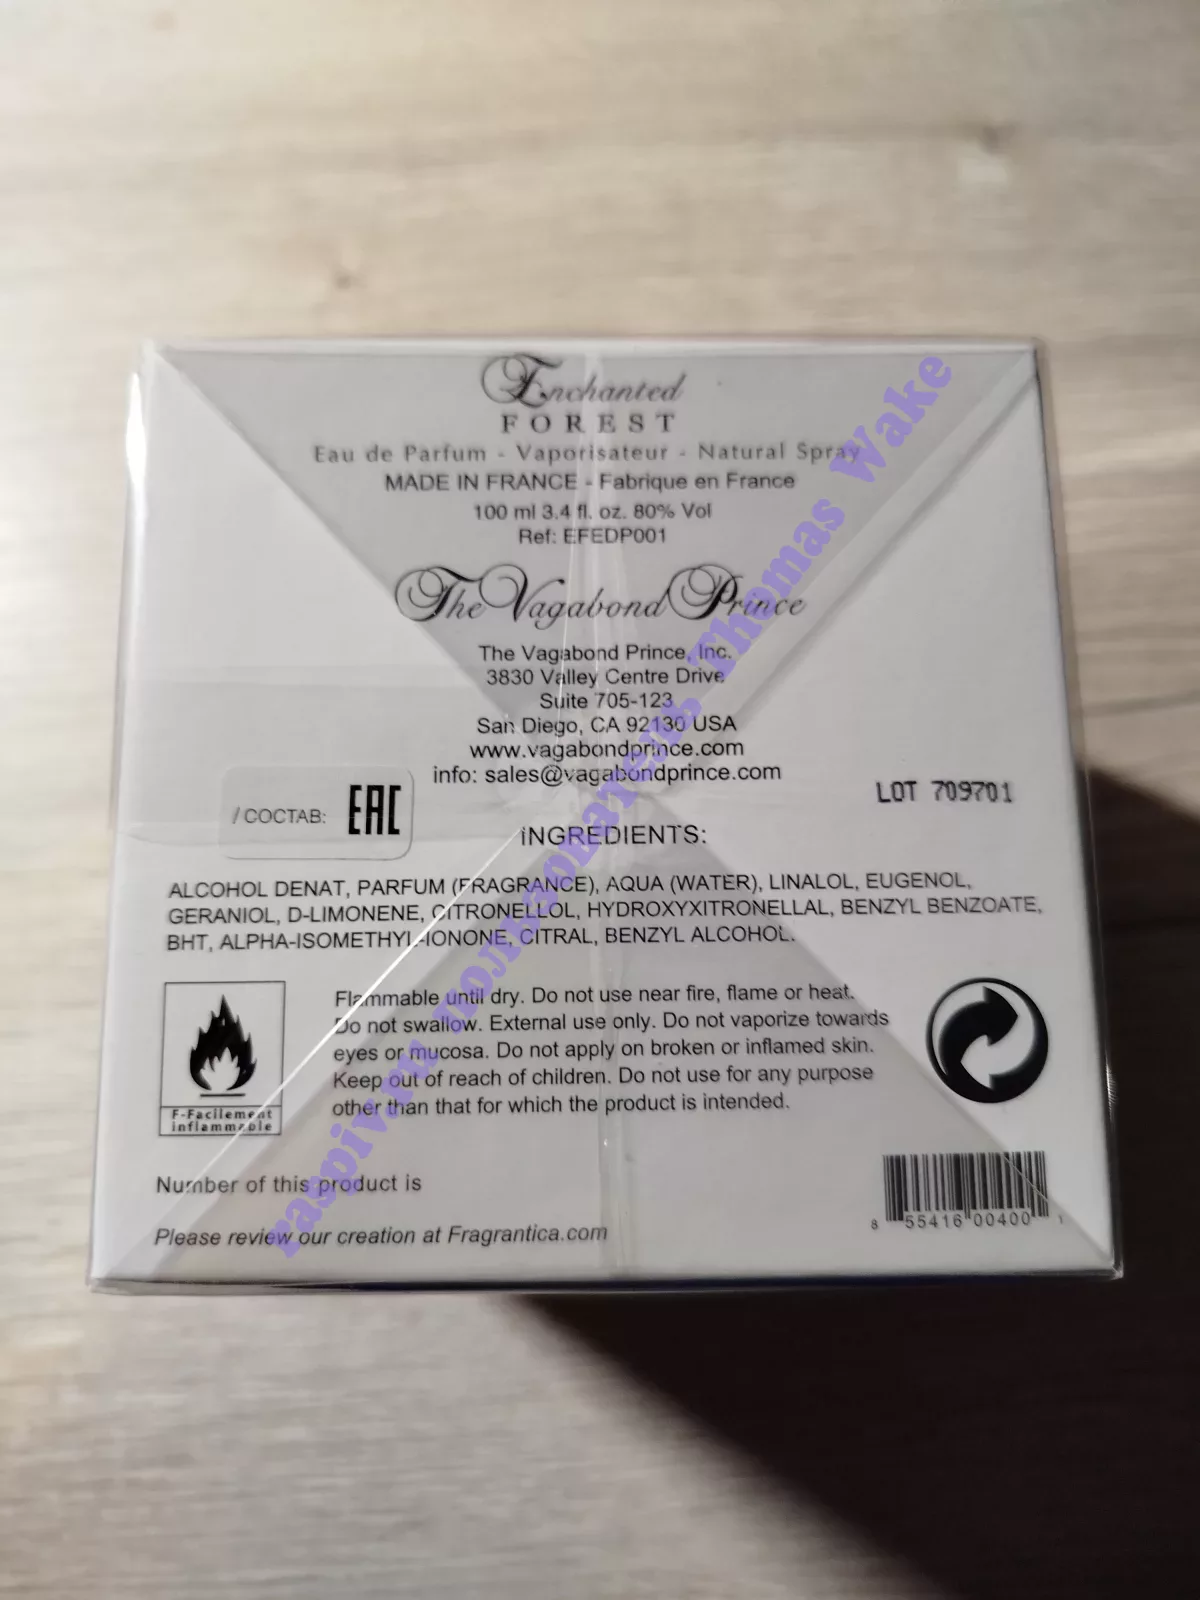 Enchanted
FOREST
Eau de Parfum - Vaporisateur - Natural Spray
MADE IN FRANCE - Fabrique en France
100 ml 3.4 fl. oz. 80% Vol
Ref: EFEDP001
The Vagabond Prince
The Vagabond Prince, Inc.
3830 Valley Centre Drive
Suite 705-123
San Diego, CA 92130 USA
www.vagabondprince.com
info: sales@vagabondprince.com
/ СОСТАВ: EAC
LOT 709701
INGREDIENTS:
ALCOHOL DENAT, PARFUM (FRAGRANCE), AQUA (WATER), LINALOL, EUGENOL,
GERANIOL, D-LIMONENE, CITRONELLOL, HYDROXYXITRONELLAL, BENZYL BENZOATE,
BHT, ALPHA-ISOMETHYL-IONONE, CITRAL, BENZYL ALCOHOL.
Flammable until dry. Do not use near fire, flame or heat.
Do not swallow. External use only. Do not vaporize towards
eyes or mucosa. Do not apply on broken or inflamed skin.
Keep out of reach of children. Do not use for any purpose
other than that for which the product is intended.
F-Facilement
inflammable
Number of this product is
Please review our creation at Fragrantica.com
8 55416 00400 1
raspiv.ru пользователь Thomas Wake